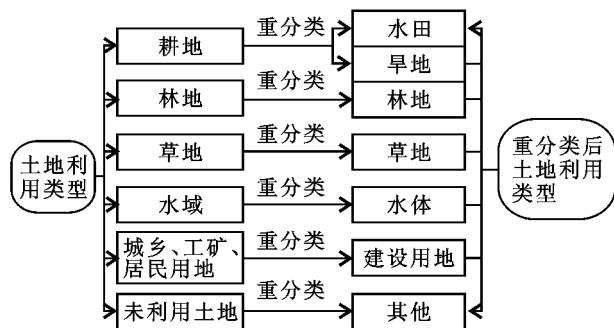 土地利
用类型
耕地
重分类
水田
旱地
林地
重分类
林地
草地
重分类
草地
水域
重分类
水体
城乡、工矿、
居民用地
重分类
建设用地
未利用土地
重分类
其他
重分类后
土地利用
类型